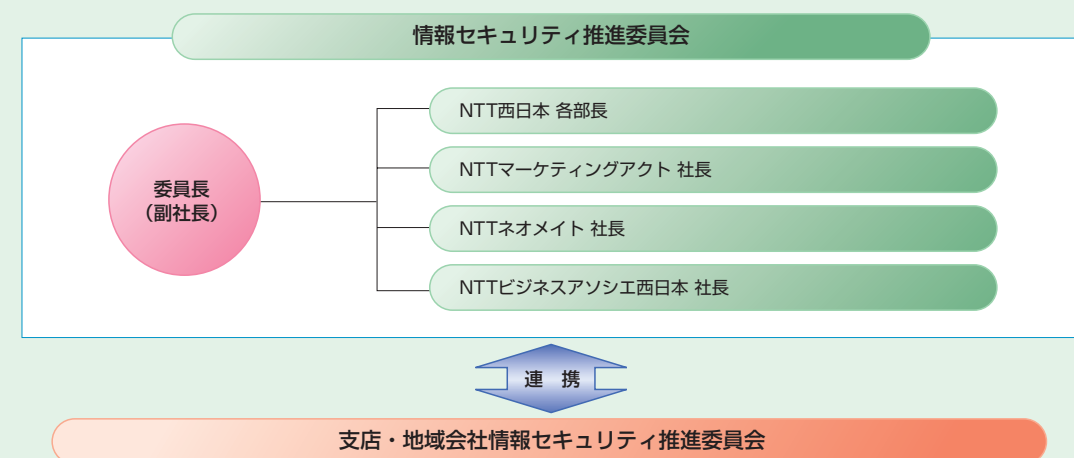 情報セキュリティ推進委員会
NTT西日本 各部長
NTTマーケティングアクト 社長
委員長
（副社長）
NTTネオメイト 社長
NTTビジネスアソシエ西日本 社長
連 携
支店・地域会社情報セキュリティ推進委員会